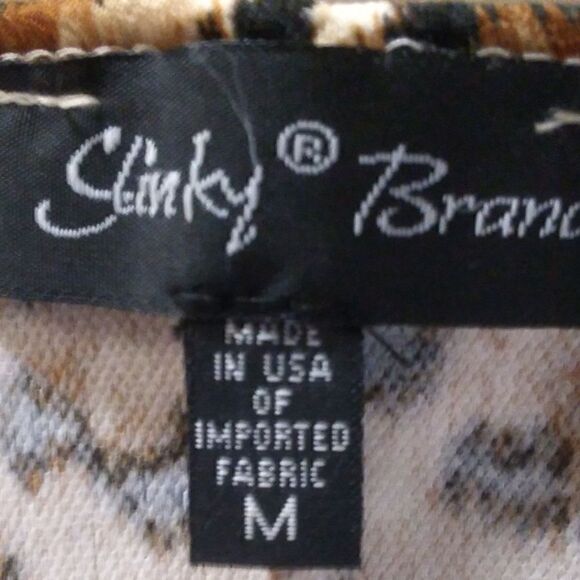 Slinky® Brand
MADE
IN USA
OF
IMPORTED
FABRIC
M